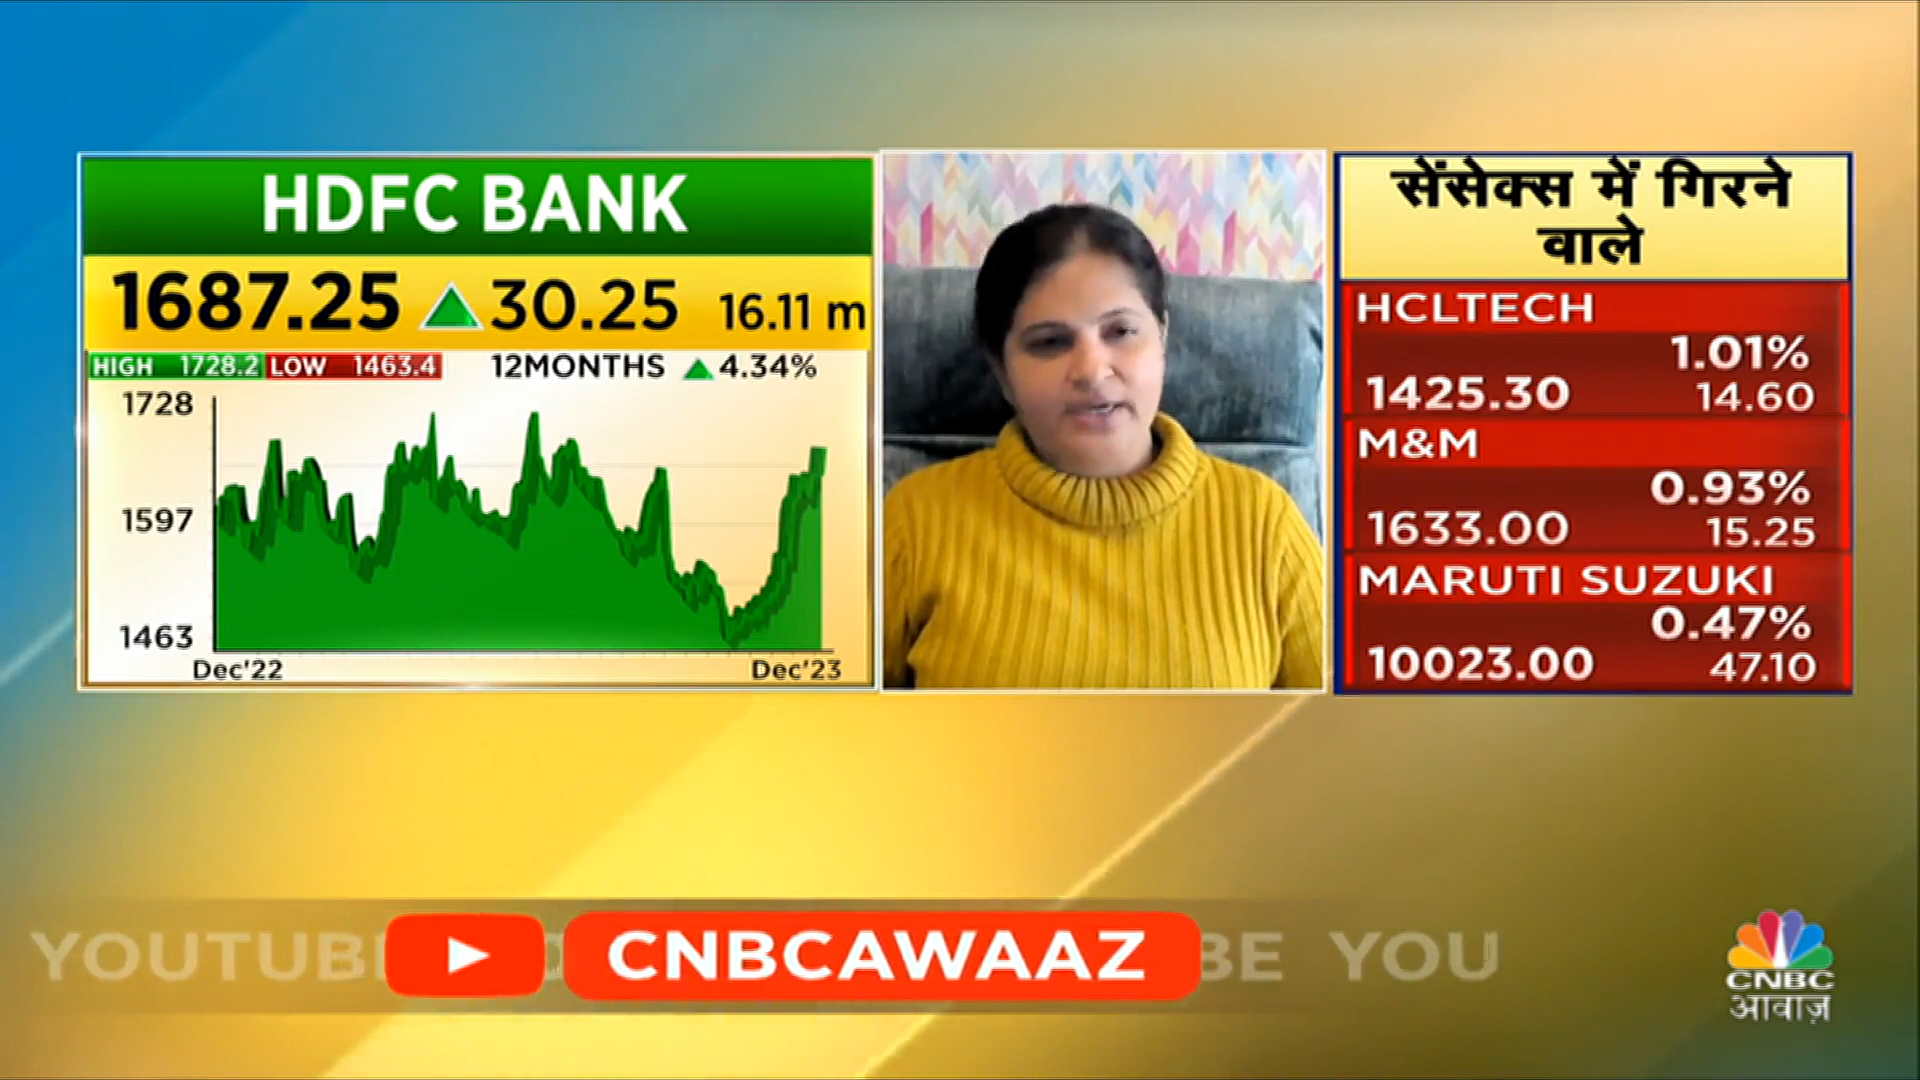 HDFC BANK
1687.25 ▲ 30.25 16.11 m
HIGH 1728.2 LOW 1463.4 12MONTHS ▲ 4.34%
1728
1597
1463
Dec'22 Dec'23
सेंसेक्स में गिरने
वाले
HCLTECH
1.01%
1425.30 14.60
M&M
0.93%
1633.00 15.25
MARUTI SUZUKI
0.47%
10023.00 47.10
YOUTUBE CNBCAWAAZ BE YOU
CNBC
आवाज़